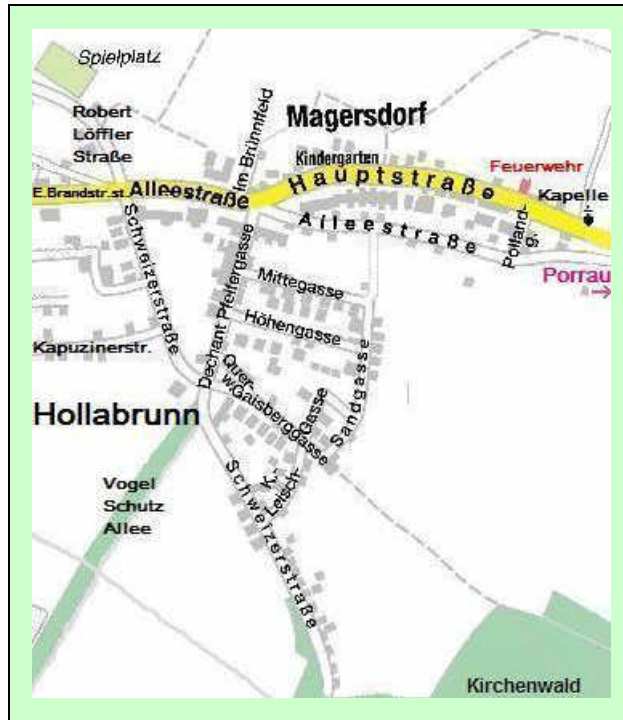 Spielplatz
Robert
Löffler
Straße
Im Brünnlfeld
Magersdorf
Kindergarten
Hauptstraße
Feuerwehr
Kapelle
E.Brandstr.st
Alleestraße
Alleestraße
Pollandg.
Porrau
Schweizerstraße
Dechant Pfeifergasse
Mittegasse
Höhengasse
Kapuzinerstr.
Quer-
w.
Gaisberggasse
Sandgasse
Hollabrunn
K.-
Leisch-
Gasse
Vogel
Schutz
Allee
Schweizerstraße
Kirchenwald